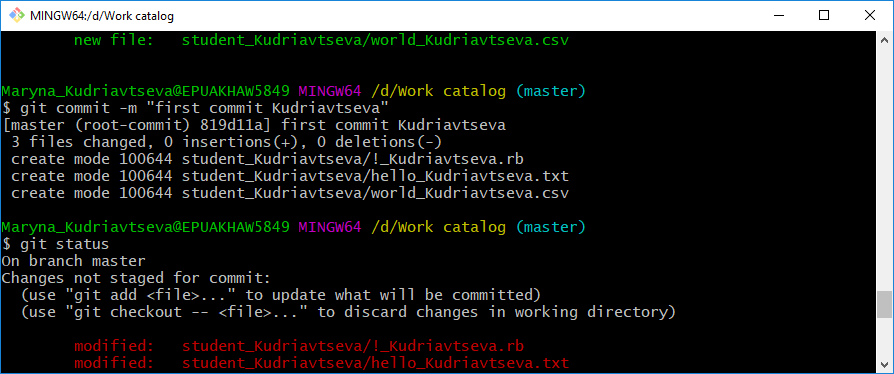 MINGW64:/d/Work catalog
new file:   student_Kudriavtseva/world_Kudriavtseva.csv
Maryna_Kudriavtseva@EPUAKHAW5849 MINGW64 /d/Work catalog (master)
$ git commit -m "first commit Kudriavtseva"
[master (root-commit) 819d11a] first commit Kudriavtseva
 3 files changed, 0 insertions(+), 0 deletions(-)
 create mode 100644 student_Kudriavtseva/!_Kudriavtseva.rb
 create mode 100644 student_Kudriavtseva/hello_Kudriavtseva.txt
 create mode 100644 student_Kudriavtseva/world_Kudriavtseva.csv
Maryna_Kudriavtseva@EPUAKHAW5849 MINGW64 /d/Work catalog (master)
$ git status
On branch master
Changes not staged for commit:
  (use "git add <file>..." to update what will be committed)
  (use "git checkout -- <file>..." to discard changes in working directory)
modified:   student_Kudriavtseva/!_Kudriavtseva.rb
modified:   student_Kudriavtseva/hello_Kudriavtseva.txt